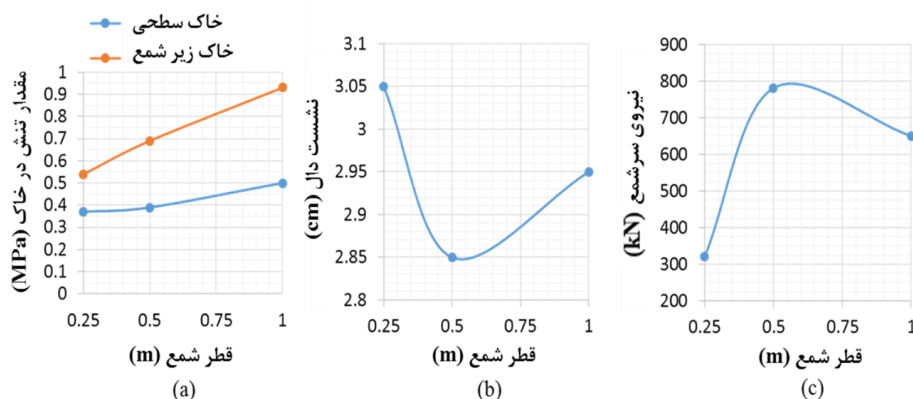 خاک سطحی
خاک زیر شمع
مقدار تنش در خاک (MPa)
1
0.9
0.8
0.7
0.6
0.5
0.4
0.3
0.2
0.1
0
0.25 0.5 0.75 1
قطر شمع (m)
(a)
نشست دال (cm)
3.1
3.05
3
2.95
2.9
2.85
2.8
0.25 0.5 0.75 1
قطر شمع (m)
(b)
نیروی سرشمع (kN)
900
800
700
600
500
400
300
200
0.25 0.5 0.75 1
قطر شمع (m)
(c)